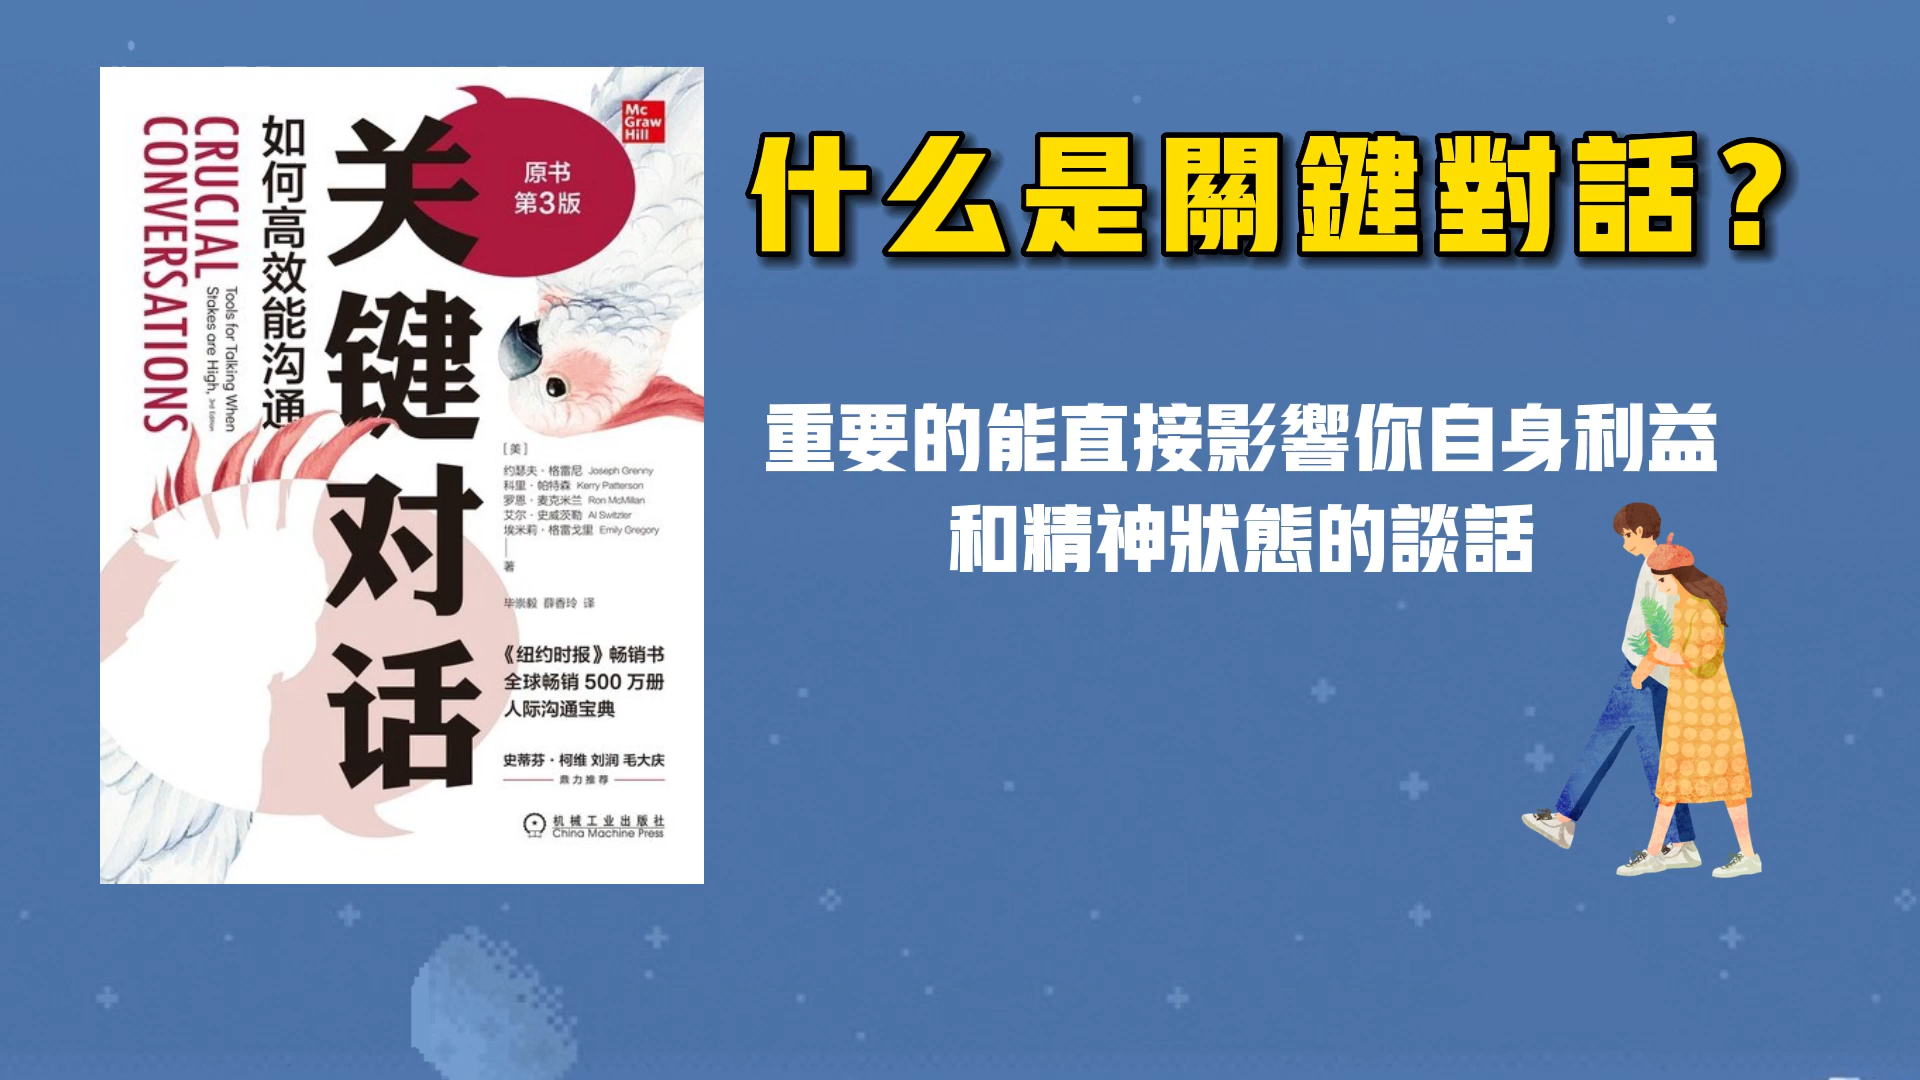 什么是關鍵對話?
重要的能直接影響你自身利益
和精神狀態的談話
关键对话
如何高效能沟通
CRUCIAL
CONVERSATIONS
Tools for Talking When
Stakes are High, 3rd Edition
原书
第3版
Mc
Graw
Hill
[美]
约瑟夫·格雷尼 Joseph Grenny
科里·帕特森 Kerry Patterson
罗恩·麦克米兰 Ron McMillan
艾尔·史威茨勒 Al Switzler
埃米莉·格雷戈里 Emily Gregory
著
毕崇毅 薛香玲 译
《纽约时报》畅销书
全球畅销 500 万册
人际沟通宝典
史蒂芬·柯维 刘润 毛大庆
鼎力推荐
机械工业出版社
China Machine Press